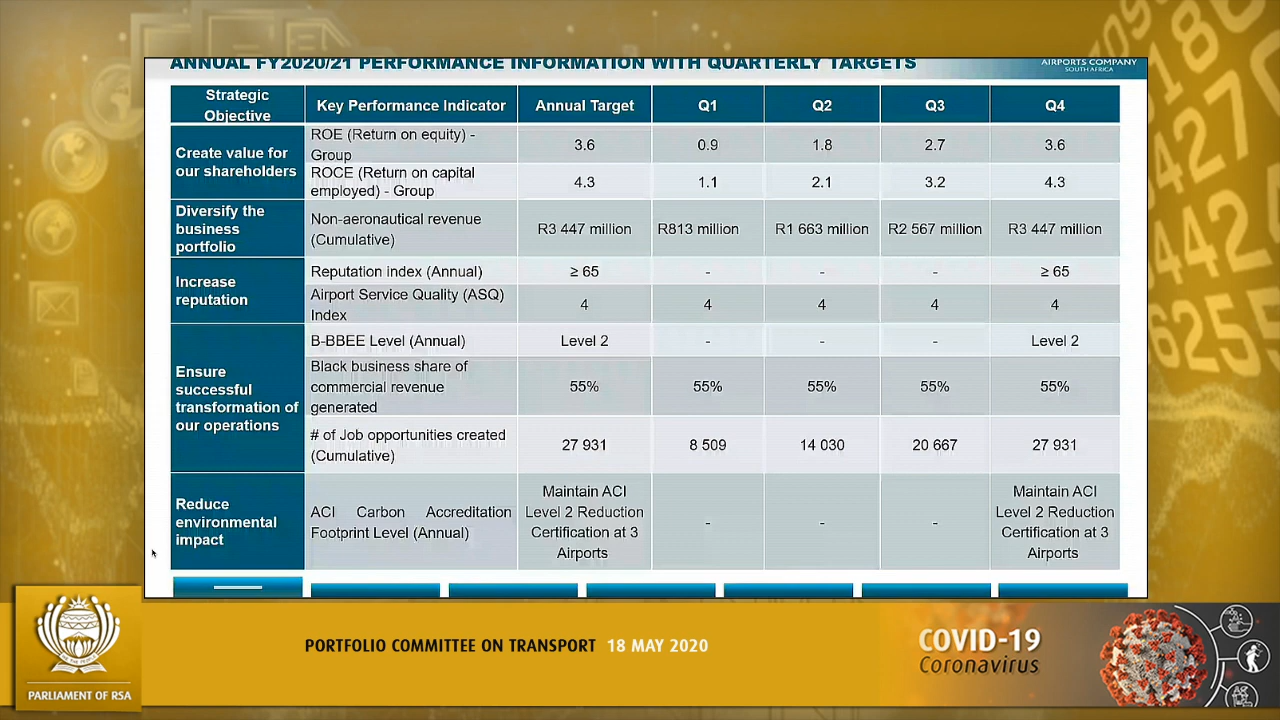 ANNUAL FY2020/21 PERFORMANCE INFORMATION WITH QUARTERLY TARGETS
AIRPORTS COMPANY
SOUTH AFRICA
Strategic Objective Key Performance Indicator Annual Target Q1 Q2 Q3 Q4
Create value for our shareholders
ROE (Return on equity) - Group 3.6 0.9 1.8 2.7 3.6
ROCE (Return on capital employed) - Group 4.3 1.1 2.1 3.2 4.3
Diversify the business portfolio
Non-aeronautical revenue (Cumulative) R3 447 million R813 million R1 663 million R2 567 million R3 447 million
Increase reputation
Reputation index (Annual) ≥ 65 - - - ≥ 65
Airport Service Quality (ASQ) Index 4 4 4 4 4
Ensure successful transformation of our operations
B-BBEE Level (Annual) Level 2 - - - Level 2
Black business share of commercial revenue generated 55% 55% 55% 55% 55%
# of Job opportunities created (Cumulative) 27 931 8 509 14 030 20 667 27 931
Reduce environmental impact
ACI Carbon Accreditation Footprint Level (Annual) Maintain ACI Level 2 Reduction Certification at 3 Airports - - - Maintain ACI Level 2 Reduction Certification at 3 Airports
PARLIAMENT OF RSA
PORTFOLIO COMMITTEE ON TRANSPORT 18 MAY 2020
COVID-19
Coronavirus